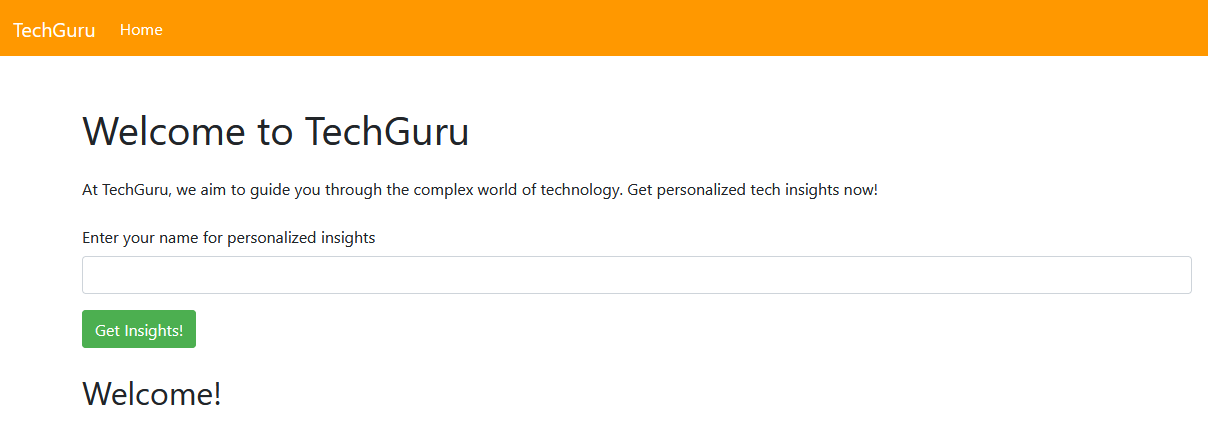 TechGuru Home
Welcome to TechGuru
At TechGuru, we aim to guide you through the complex world of technology. Get personalized tech insights now!
Enter your name for personalized insights
Get Insights!
Welcome!